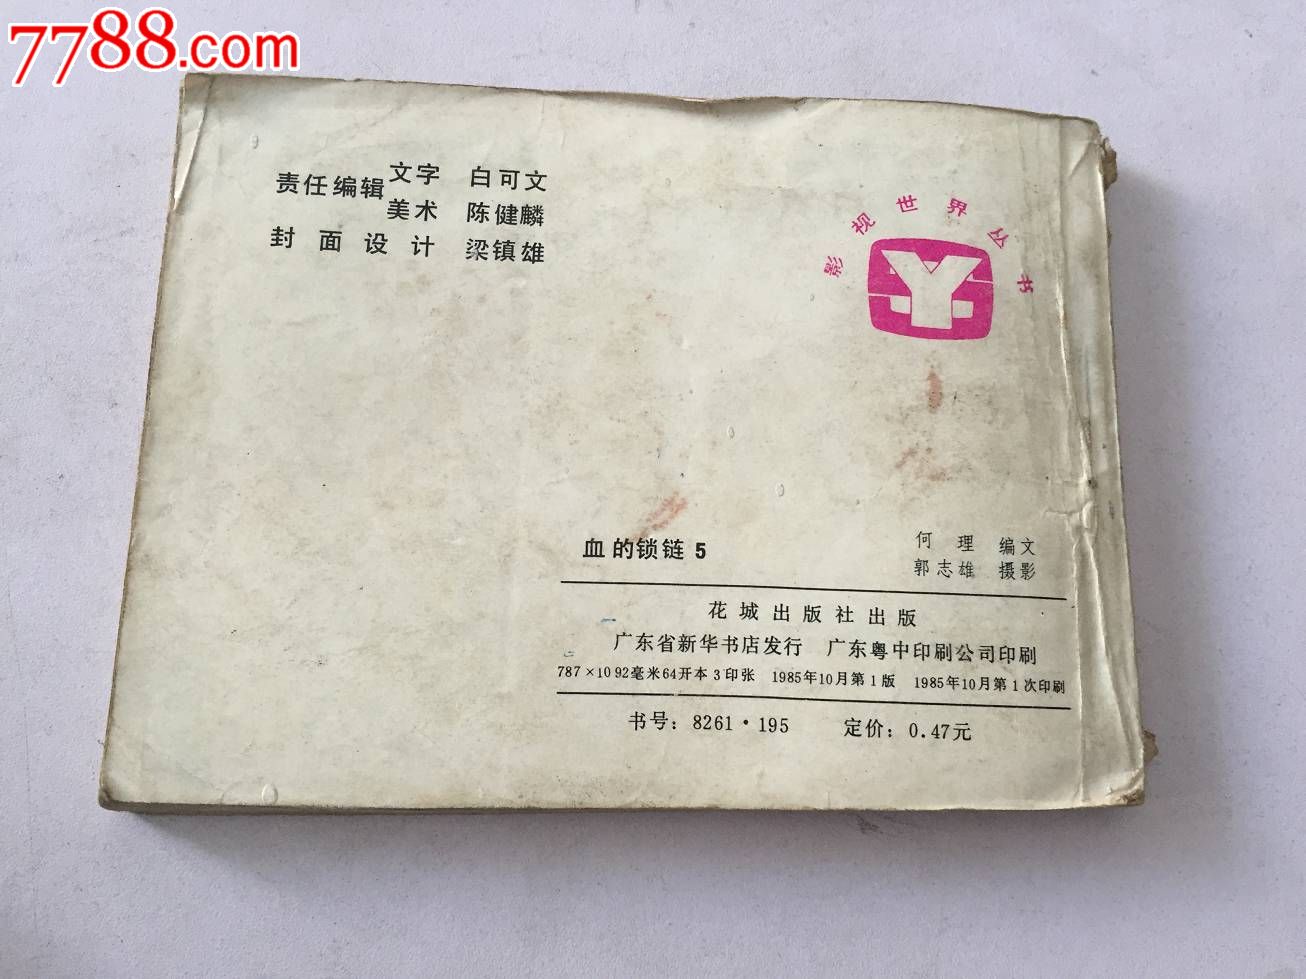 7788.com
责任编辑 文字 白可文
美术 陈健麟
封面设计 梁镇雄
影视世界丛书
血的锁链 5
何理 编文
郭志雄 摄影
花城出版社出版
广东省新华书店发行 广东粤中印刷公司印刷
787×1092毫米64开本 3印张 1985年10月第1版 1985年10月第1次印刷
书号：8261·195 定价：0.47元